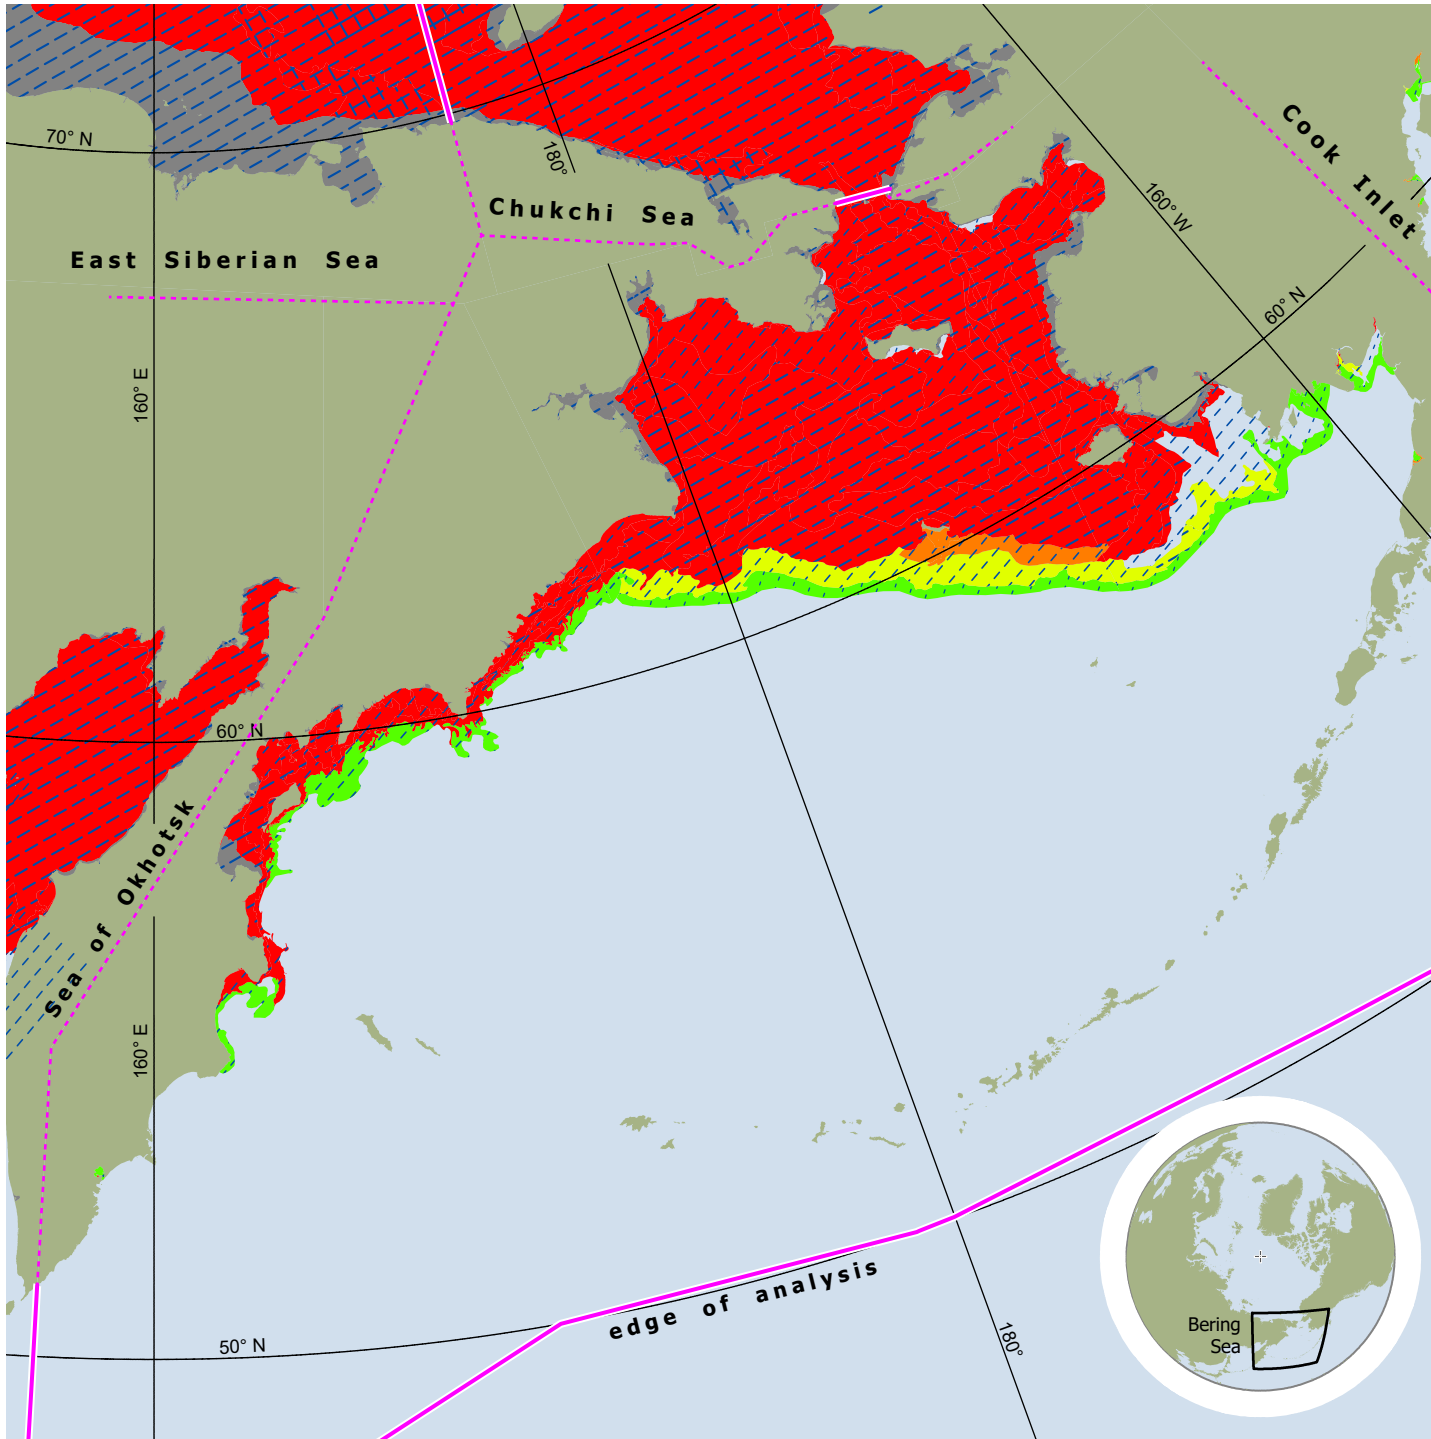 70° N
180°
Cook Inlet
160° W
Chukchi Sea
East Siberian Sea
60° N
160° E
60° N
Sea of Okhotsk
160° E
edge of analysis
50° N
180°
Bering
Sea